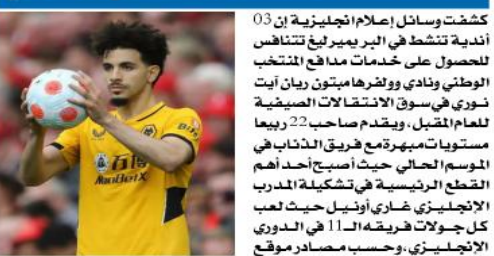 كشفت وسائل إعلام انجليزية إن 03
أندية تنشط في البريميرليغ تتنافس
للحصول على خدمات مدافع المنتخب
الوطني ونادي وولفرهامبتون ريان آيت
نوري في سوق الانتقالات الصيفية
للعام المقبل، ويقدم صاحب 22 ربيعا
مستويات مبهرة مع فريق الذئاب في
الموسم الحالي حيث أصبح أحد أهم
القطع الرئيسية في تشكيلة المدرب
الإنجليزي غاري أونيل حيث لعب
كل جولات فريقه الـ11 في الدوري
الإنجليزي، وحسب مصادر موقع
万博
ManBetX